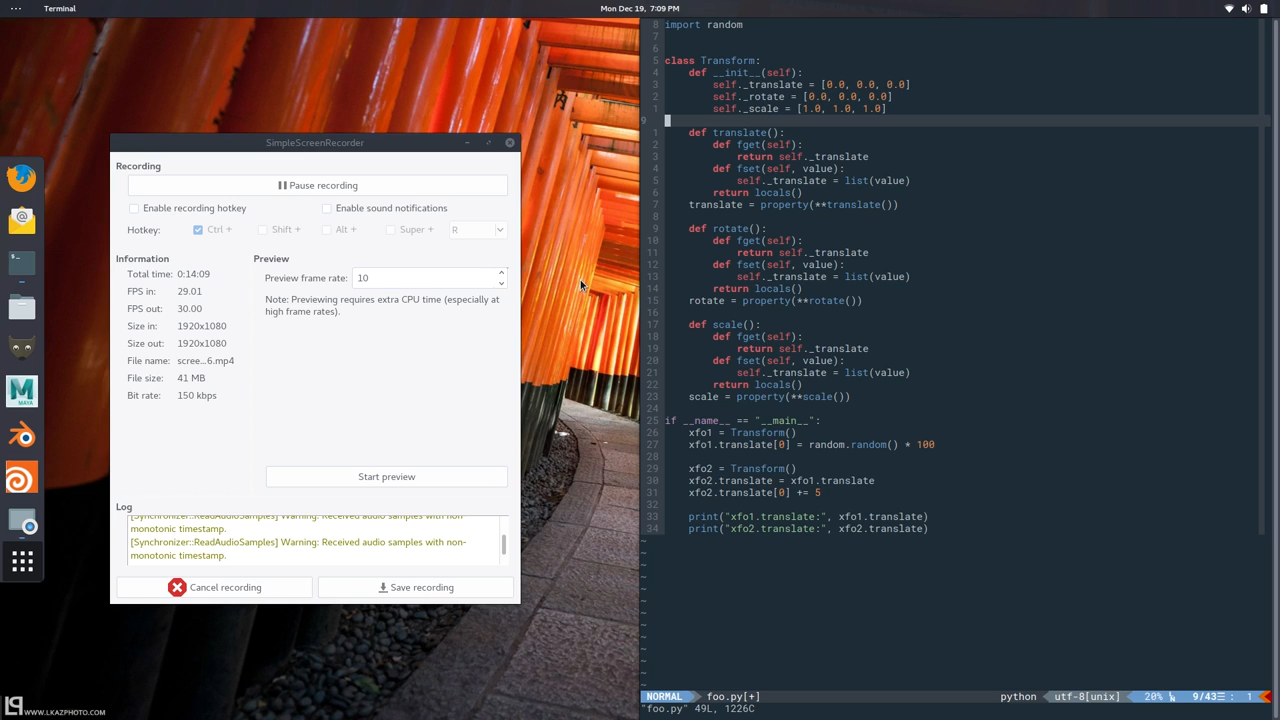 Terminal
Mon Dec 19, 7:09 PM
SimpleScreenRecorder
Recording
Pause recording
Enable recording hotkey
Enable sound notifications
Hotkey:
Ctrl +
Shift +
Alt +
Super +
R
Information
Total time: 0:14:09
FPS in: 29.01
FPS out: 30.00
Size in: 1920x1080
Size out: 1920x1080
File name: scree...6.mp4
File size: 41 MB
Bit rate: 150 kbps
Preview
Preview frame rate: 10
Note: Previewing requires extra CPU time (especially at
high frame rates).
Start preview
Log
[Synchronizer::ReadAudioSamples] Warning: Received audio samples with non-
monotonic timestamp.
[Synchronizer::ReadAudioSamples] Warning: Received audio samples with non-
monotonic timestamp.
Cancel recording
Save recording
MAYA
WWW.LKAZPHOTO.COM
8 import random
7
6
5 class Transform:
4     def __init__(self):
3         self._translate = [0.0, 0.0, 0.0]
2         self._rotate = [0.0, 0.0, 0.0]
1         self._scale = [1.0, 1.0, 1.0]
9
1     def translate():
2         def fget(self):
3             return self._translate
4         def fset(self, value):
5             self._translate = list(value)
6         return locals()
7     translate = property(**translate())
8
9     def rotate():
10         def fget(self):
11             return self._translate
12         def fset(self, value):
13             self._translate = list(value)
14         return locals()
15     rotate = property(**rotate())
16
17     def scale():
18         def fget(self):
19             return self._translate
20         def fset(self, value):
21             self._translate = list(value)
22         return locals()
23     scale = property(**scale())
24
25 if __name__ == "__main__":
26     xfo1 = Transform()
27     xfo1.translate[0] = random.random() * 100
28
29     xfo2 = Transform()
30     xfo2.translate = xfo1.translate
31     xfo2.translate[0] += 5
32
33     print("xfo1.translate:", xfo1.translate)
34     print("xfo2.translate:", xfo2.translate)
~
~
~
~
~
~
~
~
~
~
~
~
~
NORMAL foo.py[+] python utf-8[unix] 20% 9/43☰ : 1
"foo.py" 49L, 1226C